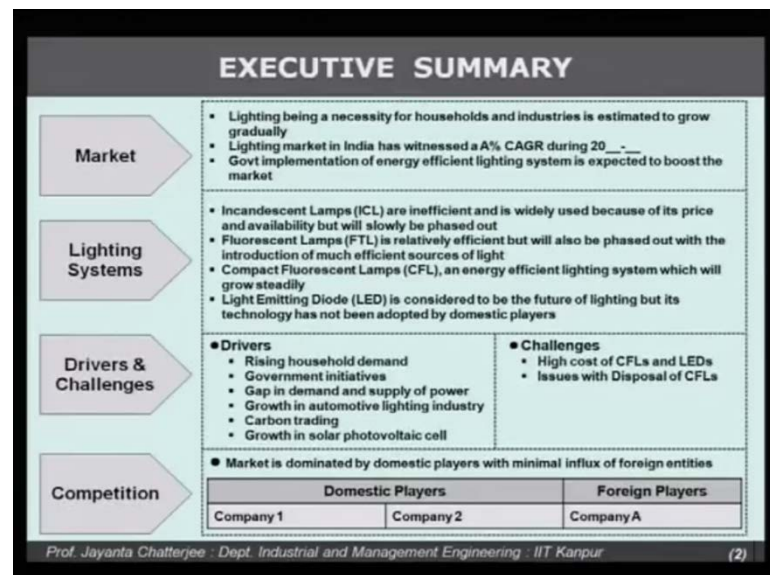 EXECUTIVE SUMMARY
Market
▪ Lighting being a necessity for households and industries is estimated to grow
gradually
▪ Lighting market in India has witnessed a A% CAGR during 20__-__
▪ Govt implementation of energy efficient lighting system is expected to boost the
market
Lighting
Systems
▪ Incandescent Lamps (ICL) are inefficient and is widely used because of its price
and availability but will slowly be phased out
▪ Fluorescent Lamps (FTL) is relatively efficient but will also be phased out with the
introduction of much efficient sources of light
▪ Compact Fluorescent Lamps (CFL), an energy efficient lighting system which will
grow steadily
▪ Light Emitting Diode (LED) is considered to be the future of lighting but its
technology has not been adopted by domestic players
Drivers &
Challenges
● Drivers
▪ Rising household demand
▪ Government initiatives
▪ Gap in demand and supply of power
▪ Growth in automotive lighting industry
▪ Carbon trading
▪ Growth in solar photovoltaic cell
● Challenges
▪ High cost of CFLs and LEDs
▪ Issues with Disposal of CFLs
Competition
● Market is dominated by domestic players with minimal influx of foreign entities
Domestic Players Foreign Players
Company 1 Company 2 Company A
Prof. Jayanta Chatterjee : Dept. Industrial and Management Engineering : IIT Kanpur (2)